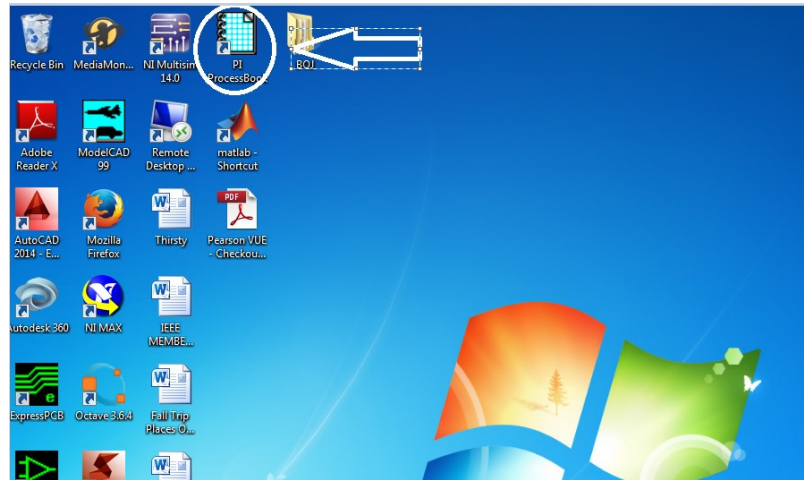 Recycle Bin
MediaMon...
NI Multisim
14.0
PI
ProcessBook
BOJ
Adobe
Reader X
ModelCAD
99
Remote
Desktop ...
matlab -
Shortcut
PDF
AutoCAD
2014 - E...
Mozilla
Firefox
Thirsty
Pearson VUE
- Checkou...
Autodesk 360
NI MAX
IEEE
MEMBE...
ExpressPCB
Octave 3.6.4
Fall Trip
Places O...